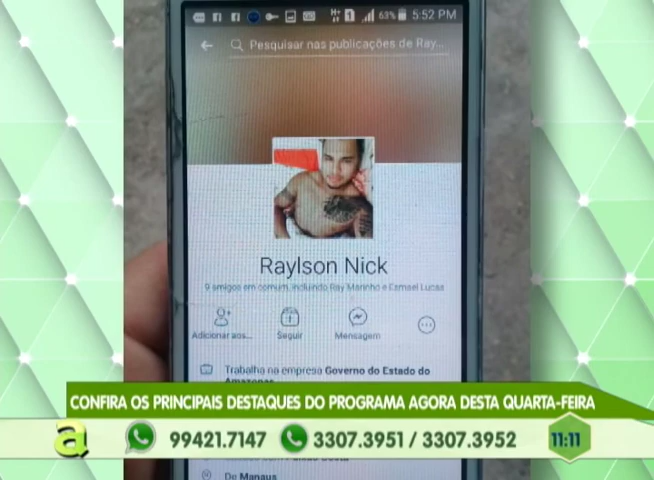 63% 5:52 PM
Pesquisar nas publicações de Ray...
Raylson Nick
9 amigos em comum, incluindo Ray Marinho e Esmael Lucas
Adicionar aos...
Seguir
Mensagem
Trabalha na empresa Governo do Estado do
Amazonas
CONFIRA OS PRINCIPAIS DESTAQUES DO PROGRAMA AGORA DESTA QUARTA-FEIRA
a 99421.7147 3307.3951 / 3307.3952 11:11
De Manaus